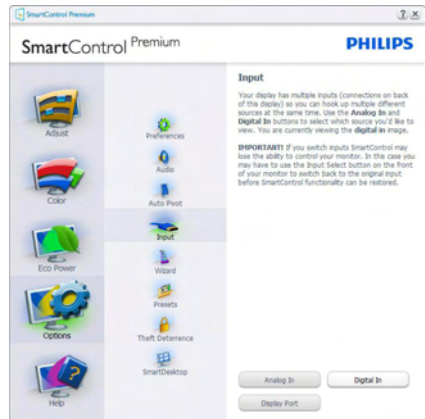 SmartControl Premium
SmartControl Premium
PHILIPS
Adjust
Color
Eco Power
Options
Help
Preferences
Audio
Auto Pivot
Input
Wizard
Presets
Theft Deterrence
SmartDesktop
Input
Your display has multiple inputs (connections on back
of this display) so you can hook up multiple different
sources at the same time. Use the Analog In and
Digital In buttons to select which source you'd like to
view. You are currently viewing the digital in image.
IMPORTANT! If you switch inputs SmartControl may
lose the ability to control your monitor. In this case you
may have to use the Input Select button on the front
of your monitor to switch back to the original input
before SmartControl functionality can be restored.
Analog In
Digital In
Display Port